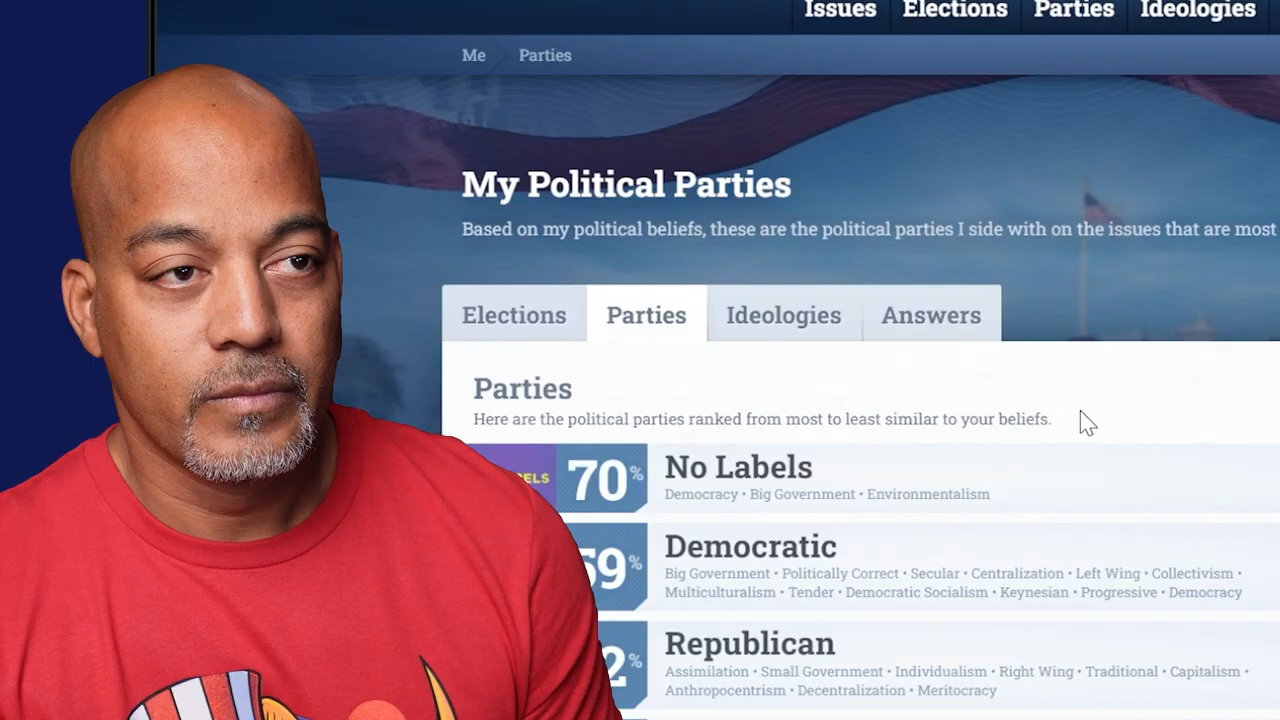 Issues Elections Parties Ideologies
Me Parties
My Political Parties
Based on my political beliefs, these are the political parties I side with on the issues that are most
Elections Parties Ideologies Answers
Parties
Here are the political parties ranked from most to least similar to your beliefs.
70% No Labels
Democracy • Big Government • Environmentalism
Democratic
Big Government • Politically Correct • Secular • Centralization • Left Wing • Collectivism •
Multiculturalism • Tender • Democratic Socialism • Keynesian • Progressive • Democracy
Republican
Assimilation • Small Government • Individualism • Right Wing • Traditional • Capitalism •
Anthropocentrism • Decentralization • Meritocracy